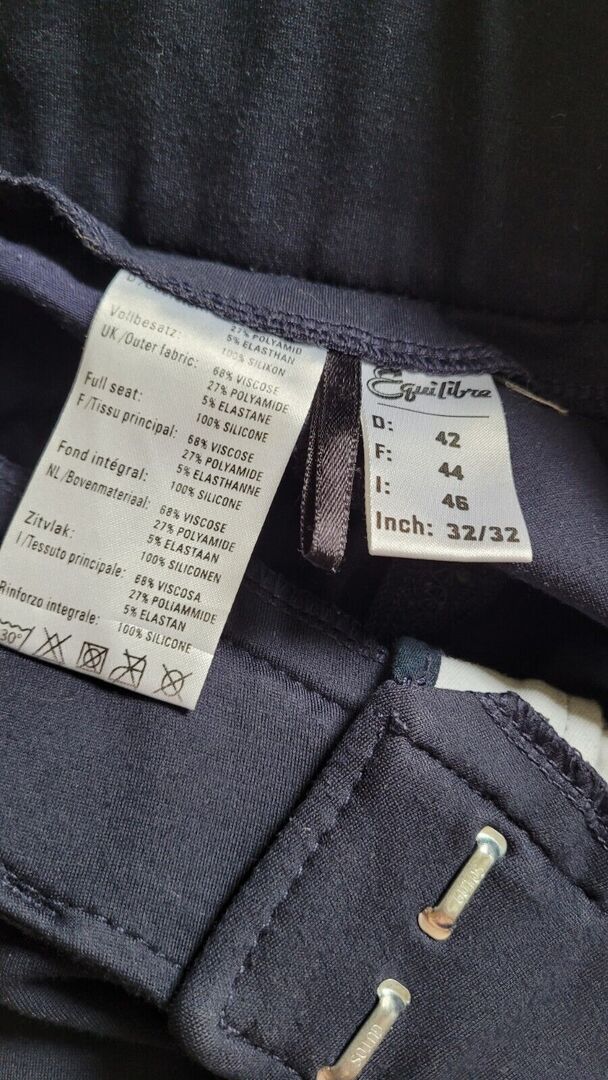 Vollbesatz:
27% POLYAMID
5% ELASTHAN
100% SILIKON
UK/Outer fabric:
68% VISCOSE
27% POLYAMIDE
5% ELASTANE
Full seat:
100% SILICONE
F/Tissu principal:
68% VISCOSE
27% POLYAMIDE
5% ELASTHANNE
Fond intégral:
100% SILICONE
NL/Bovenmateriaal:
68% VISCOSE
27% POLYAMIDE
5% ELASTAAN
Zitvlak:
100% SILICONEN
I/Tessuto principale:
68% VISCOSA
27% POLIAMMIDE
5% ELASTAN
Rinforzo integrale:
100% SILICONE
30°
Equilibre
D: 42
F: 44
I: 46
Inch: 32/32